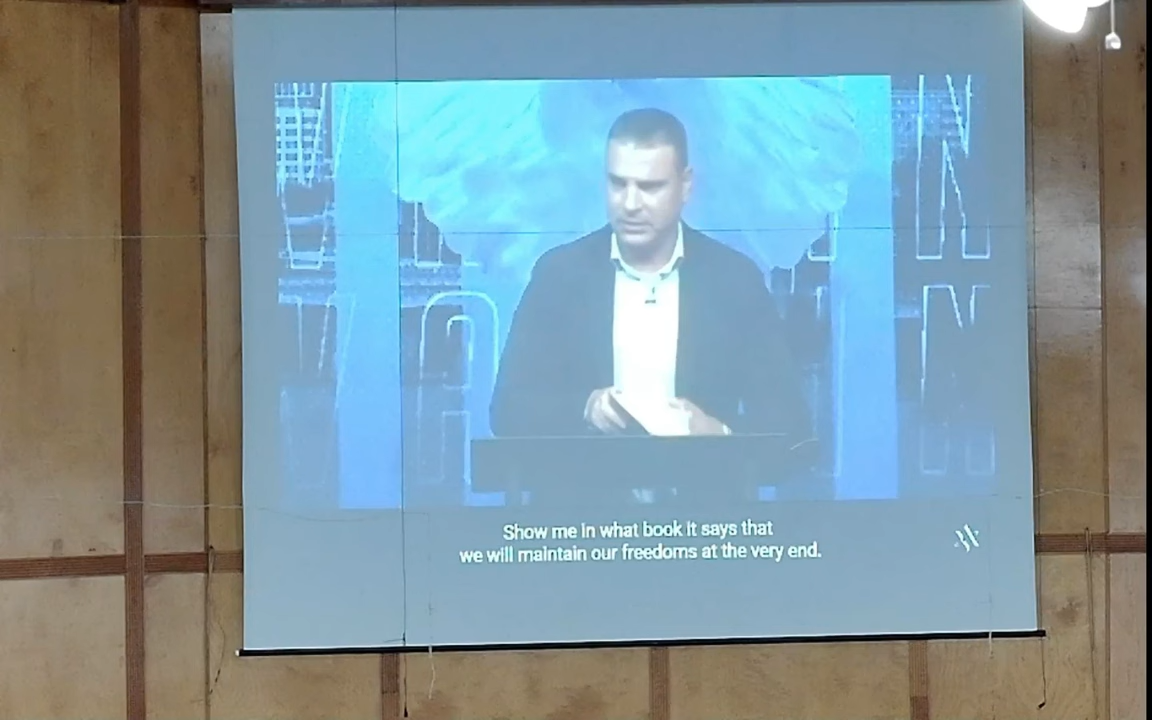 Show me in what book it says that
we will maintain our freedoms at the very end.